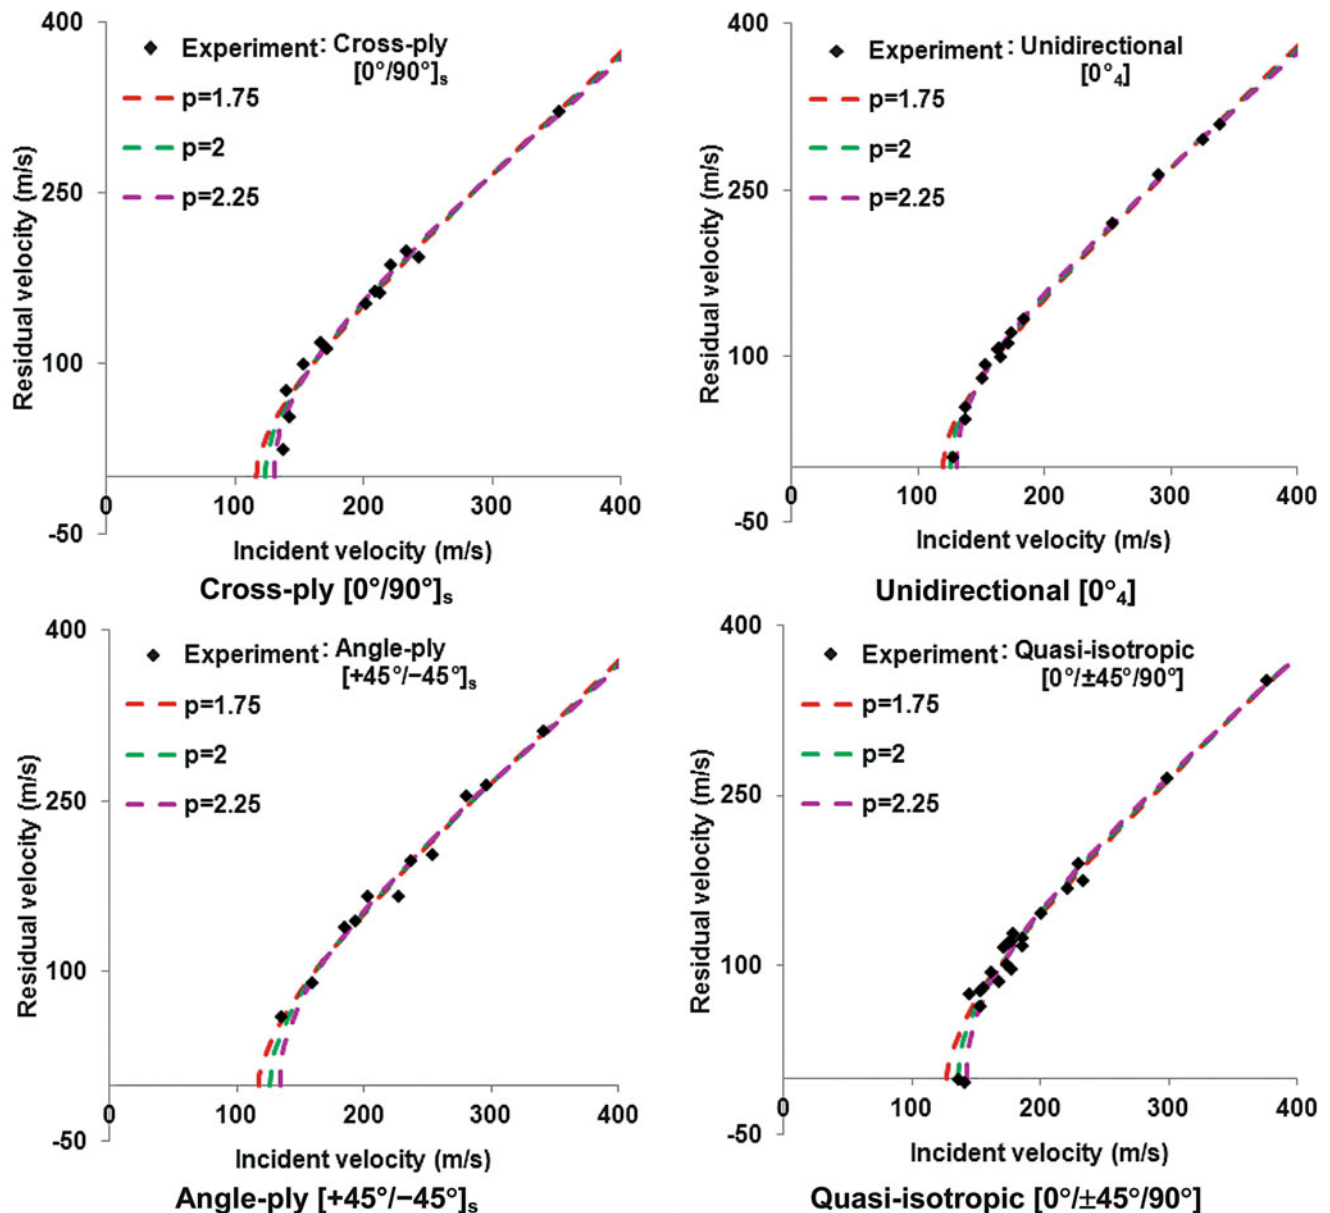 400
Experiment: Cross-ply
[0°/90°]s
p=1.75
p=2
p=2.25
250
100
0
100
200
300
400
-50
Residual velocity (m/s)
Incident velocity (m/s)
Cross-ply [0°/90°]s
400
Experiment: Unidirectional
[0°4]
p=1.75
p=2
p=2.25
250
100
0
100
200
300
400
-50
Residual velocity (m/s)
Incident velocity (m/s)
Unidirectional [0°4]
400
Experiment: Angle-ply
[+45°/−45°]s
p=1.75
p=2
p=2.25
250
100
0
100
200
300
400
-50
Residual velocity (m/s)
Incident velocity (m/s)
Angle-ply [+45°/−45°]s
400
Experiment: Quasi-isotropic
[0°/±45°/90°]
p=1.75
p=2
p=2.25
250
100
0
100
200
300
400
-50
Residual velocity (m/s)
Incident velocity (m/s)
Quasi-isotropic [0°/±45°/90°]